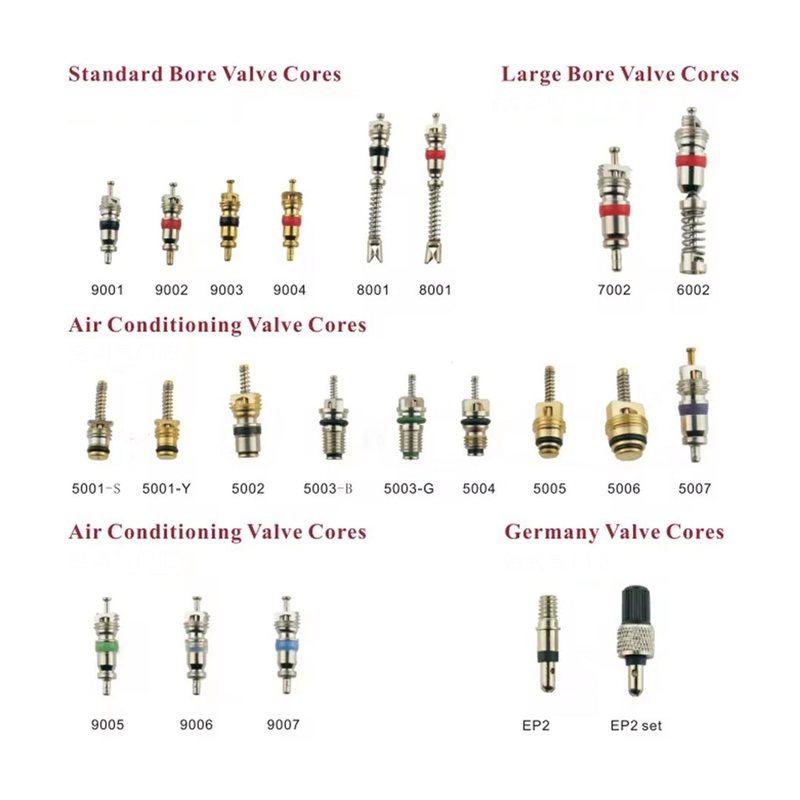 Standard Bore Valve Cores
Large Bore Valve Cores
9001 9002 9003 9004 8001 8001
7002 6002
Air Conditioning Valve Cores
5001-S 5001-Y 5002 5003-B 5003-G 5004 5005 5006 5007
Air Conditioning Valve Cores
Germany Valve Cores
9005 9006 9007
EP2 EP2 set